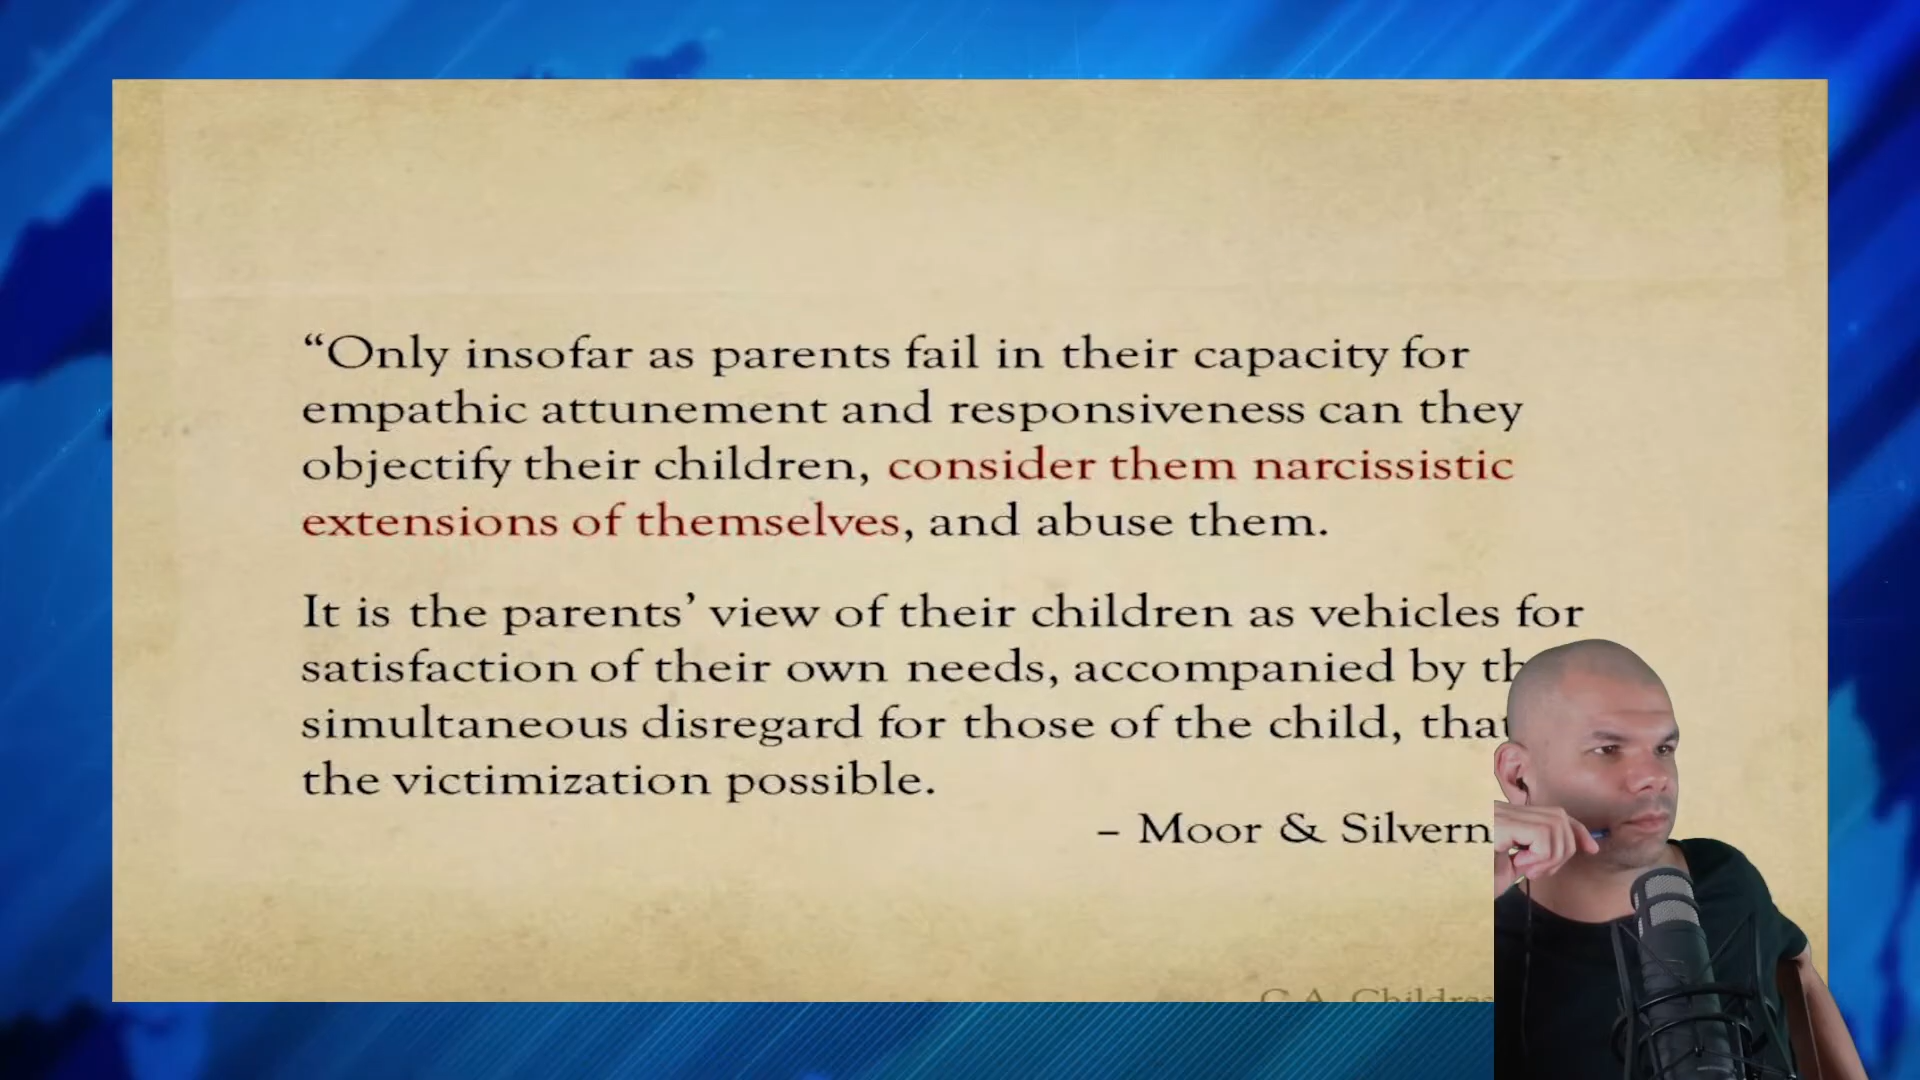 “Only insofar as parents fail in their capacity for
empathic attunement and responsiveness can they
objectify their children, consider them narcissistic
extensions of themselves, and abuse them.
It is the parents’ view of their children as vehicles for
satisfaction of their own needs, accompanied by
simultaneous disregard for those of the child, that
the victimization possible.
– Moor & Silvern
C.A.